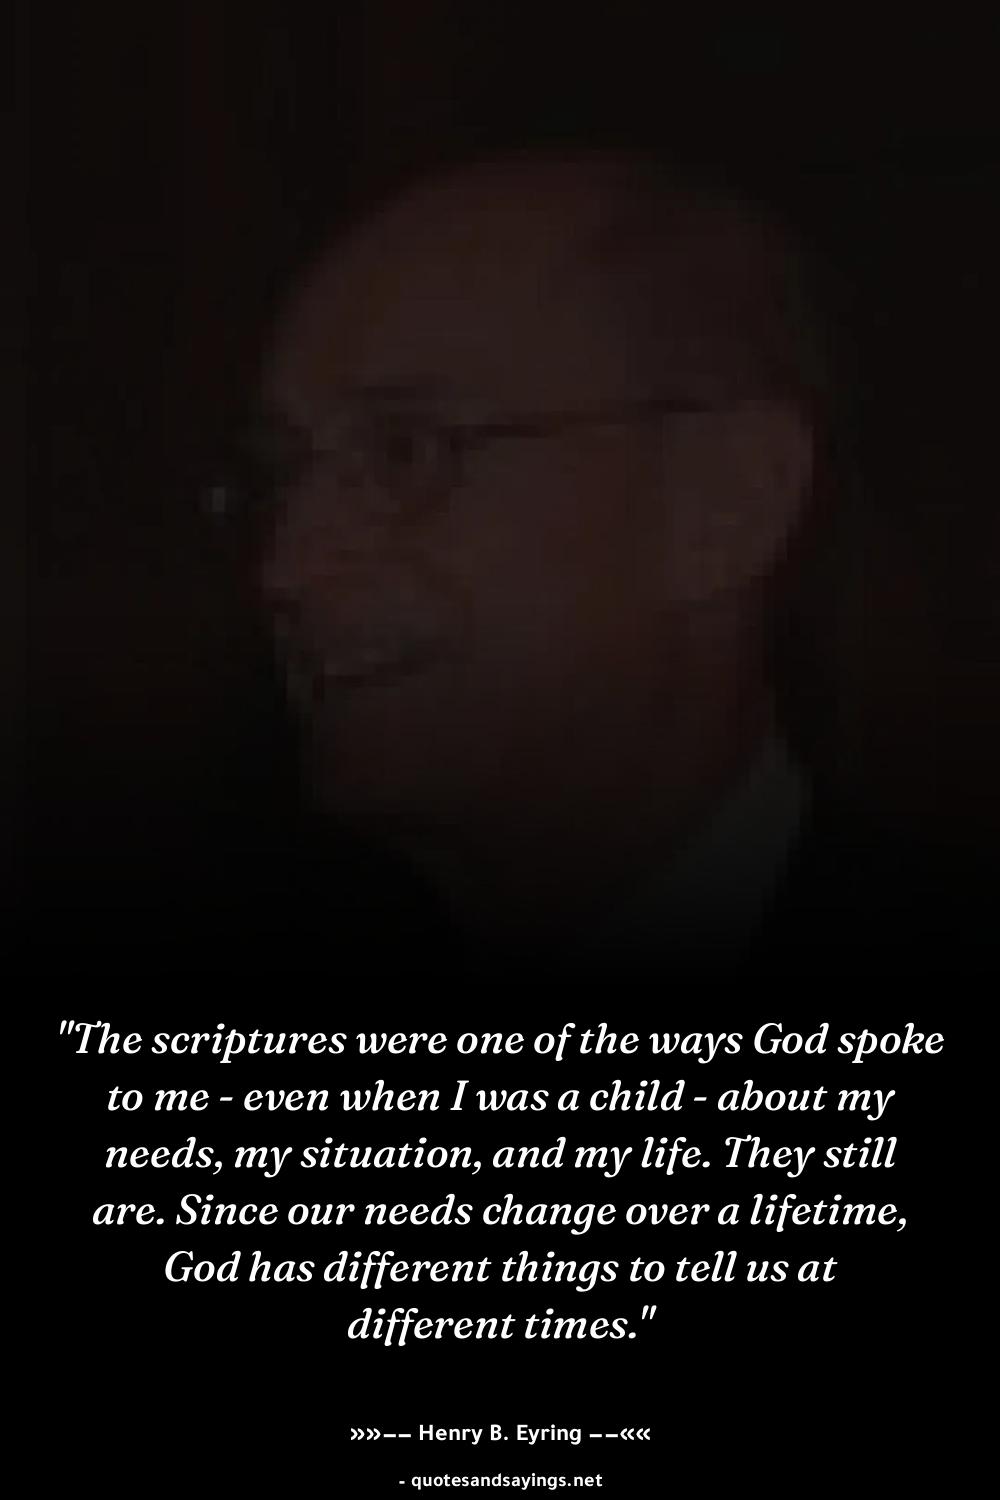 "The scriptures were one of the ways God spoke
to me - even when I was a child - about my
needs, my situation, and my life. They still
are. Since our needs change over a lifetime,
God has different things to tell us at
different times."
»»–– Henry B. Eyring ––««
- quotesandsayings.net